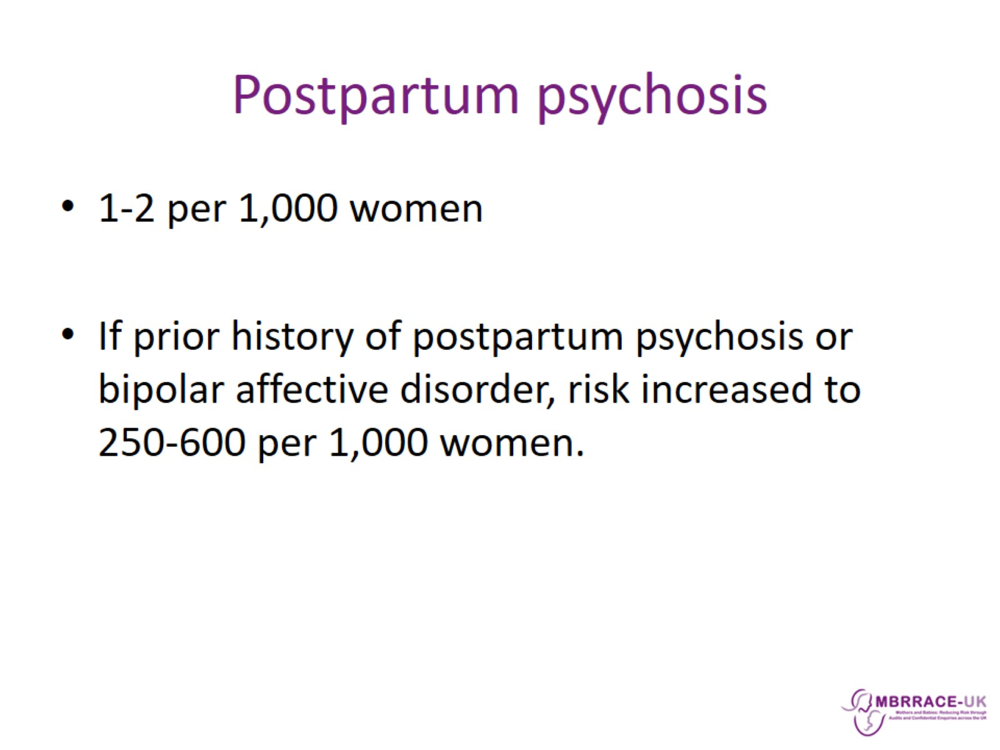 Postpartum psychosis
• 1-2 per 1,000 women
• If prior history of postpartum psychosis or
bipolar affective disorder, risk increased to
250-600 per 1,000 women.
MBRRACE-UK
Mothers and Babies: Reducing Risk through
Audits and Confidential Enquiries across the UK